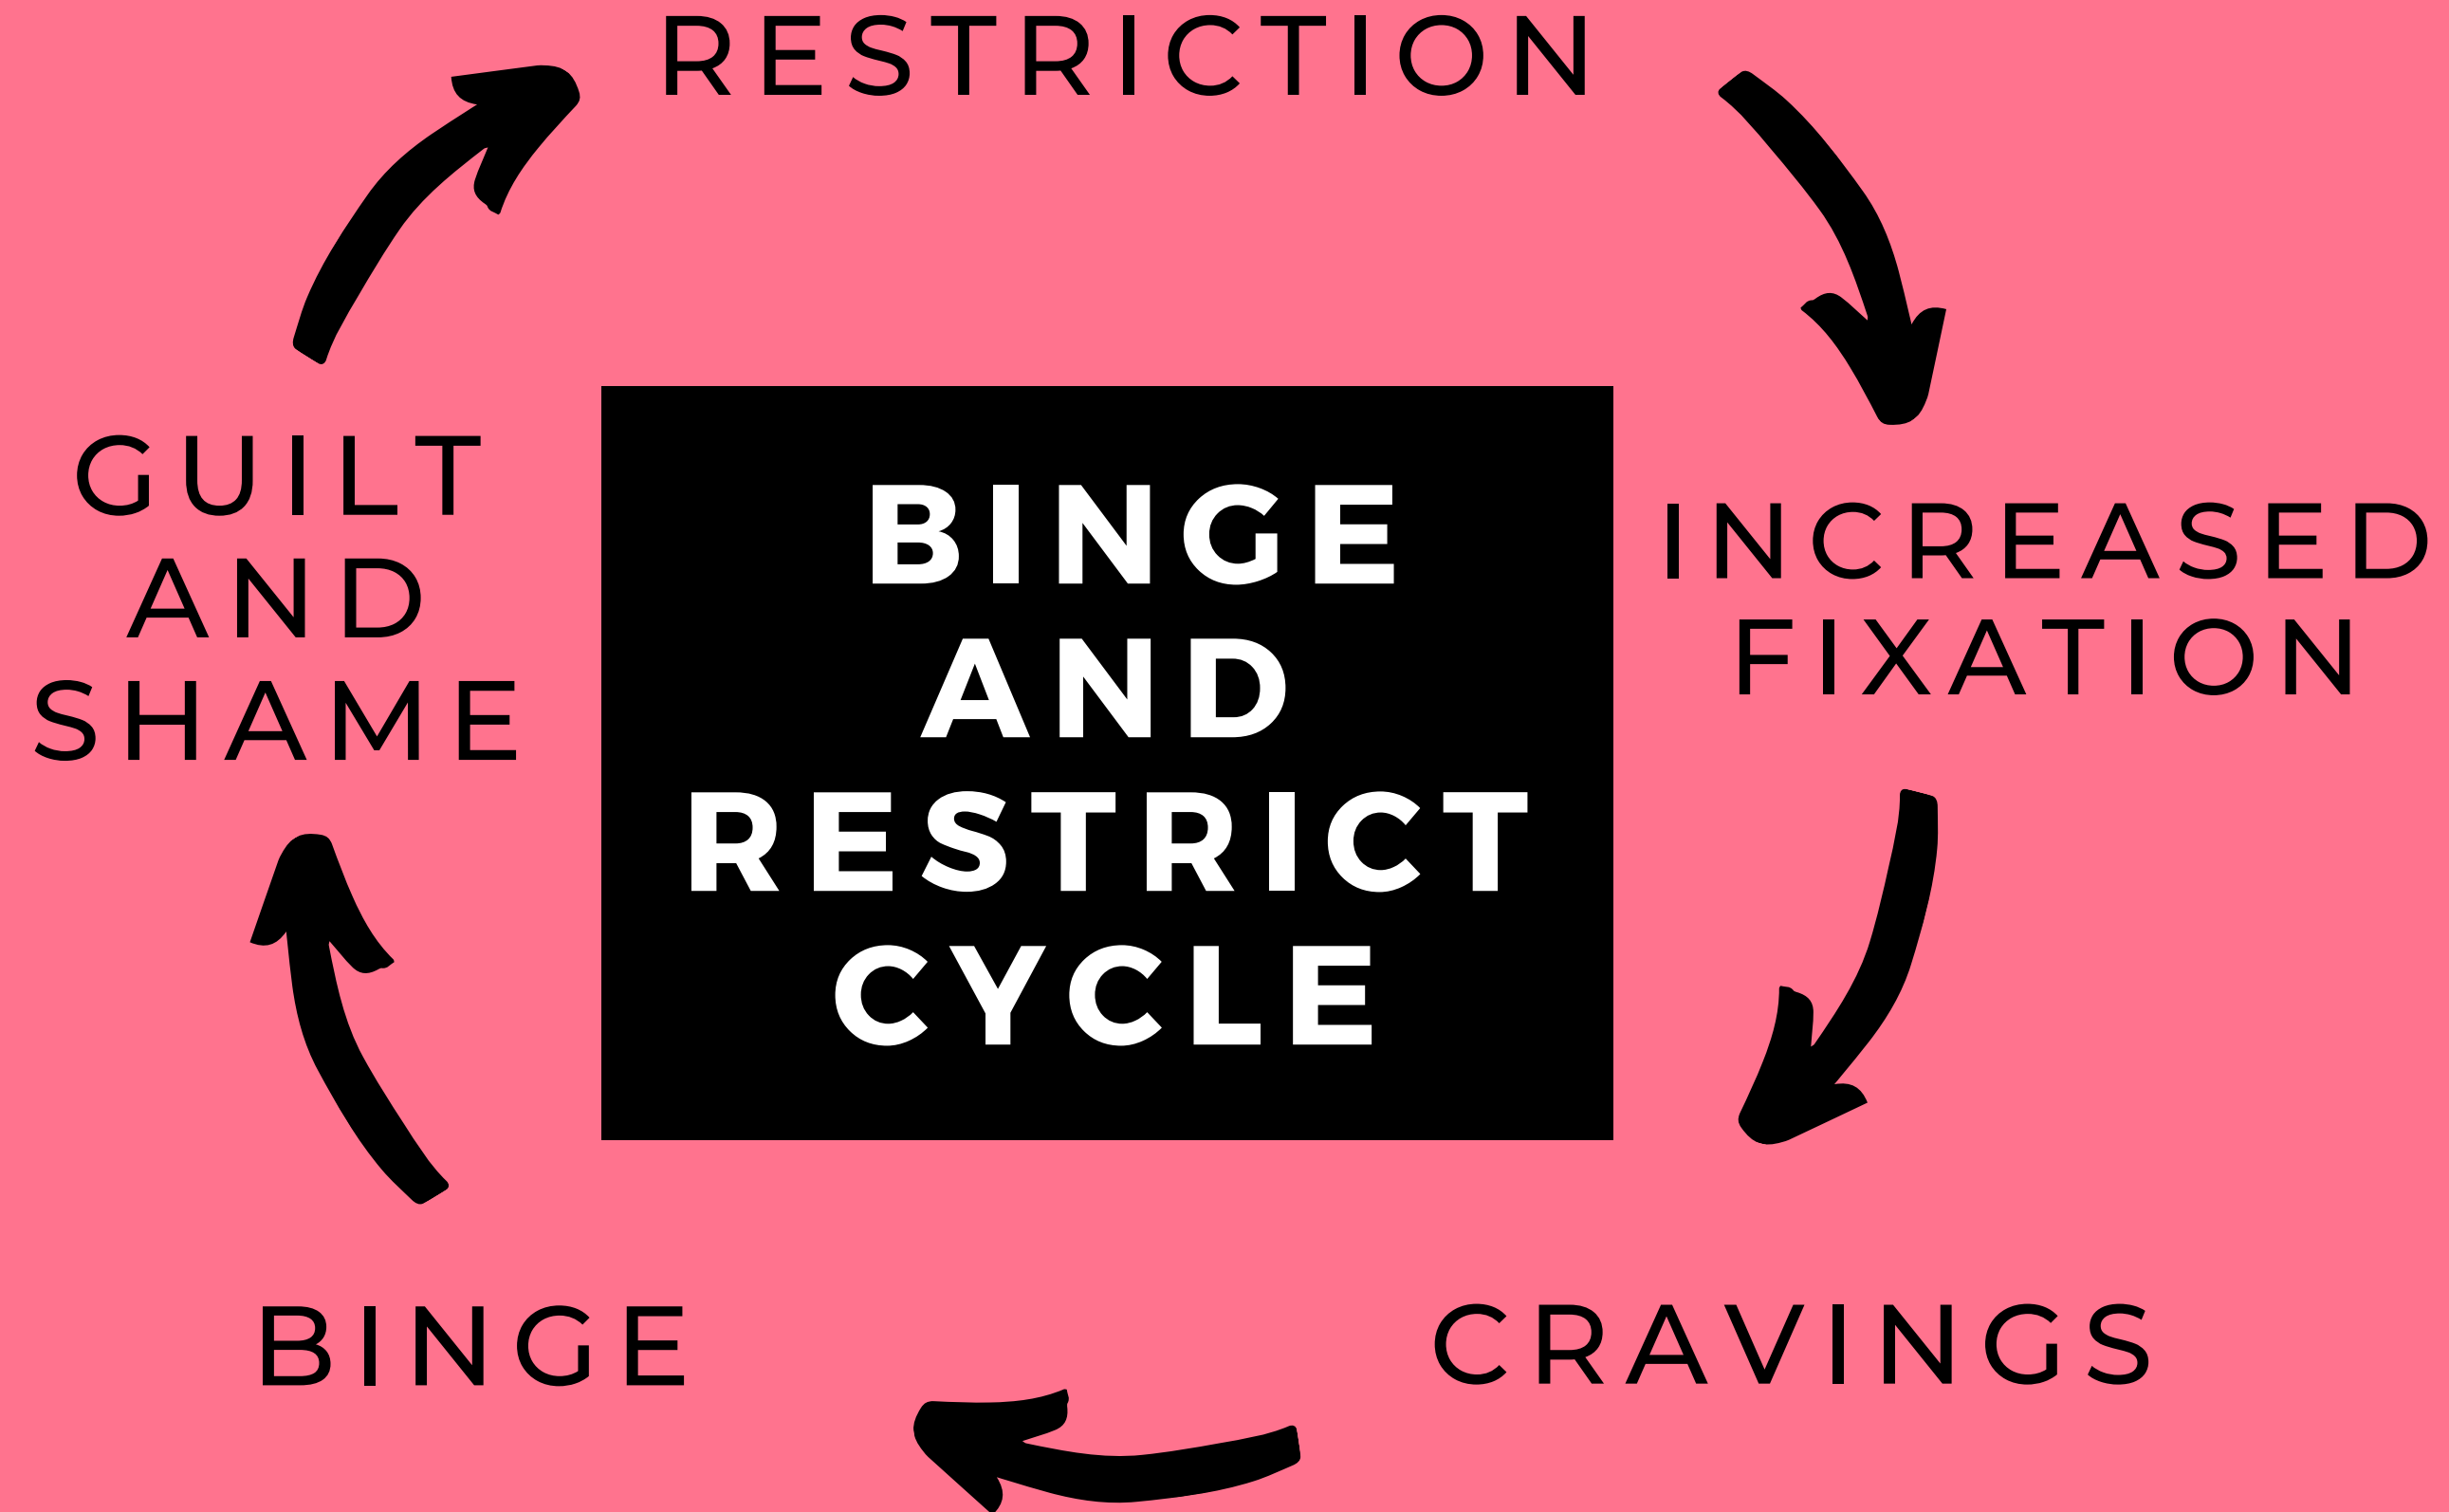 RESTRICTION
INCREASED
FIXATION
CRAVINGS
BINGE
GUILT
AND
SHAME
BINGE
AND
RESTRICT
CYCLE